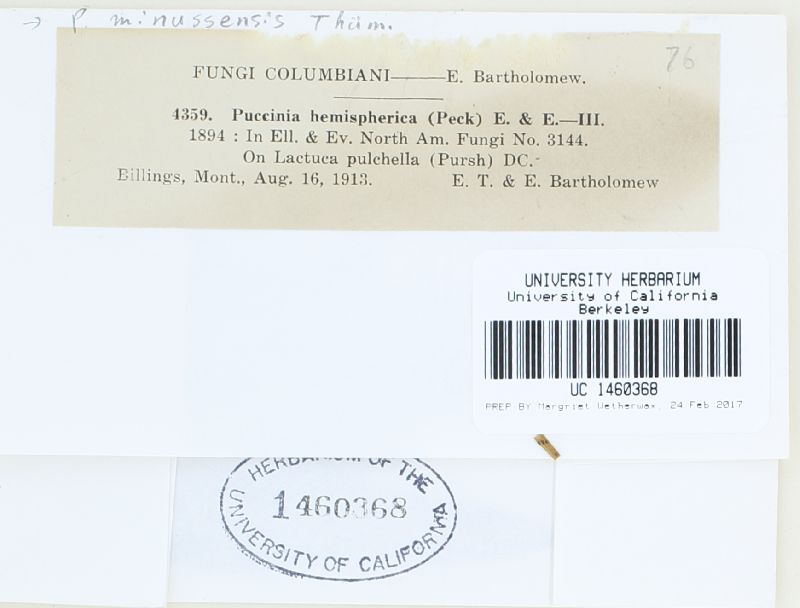 → P. minussensis Thüm.
76
FUNGI COLUMBIANI——E. Bartholomew.
4359. Puccinia hemispherica (Peck) E. & E.—III.
1894 : In Ell. & Ev. North Am. Fungi No. 3144.
On Lactuca pulchella (Pursh) DC.-
Billings, Mont., Aug. 16, 1913. E. T. & E. Bartholomew
UNIVERSITY HERBARIUM
University of California
Berkeley
UC 1460368
PREP BY Margriet Wetherwax, 24 Feb 2017
HERBARIUM OF THE
1460368
UNIVERSITY OF CALIFORNIA